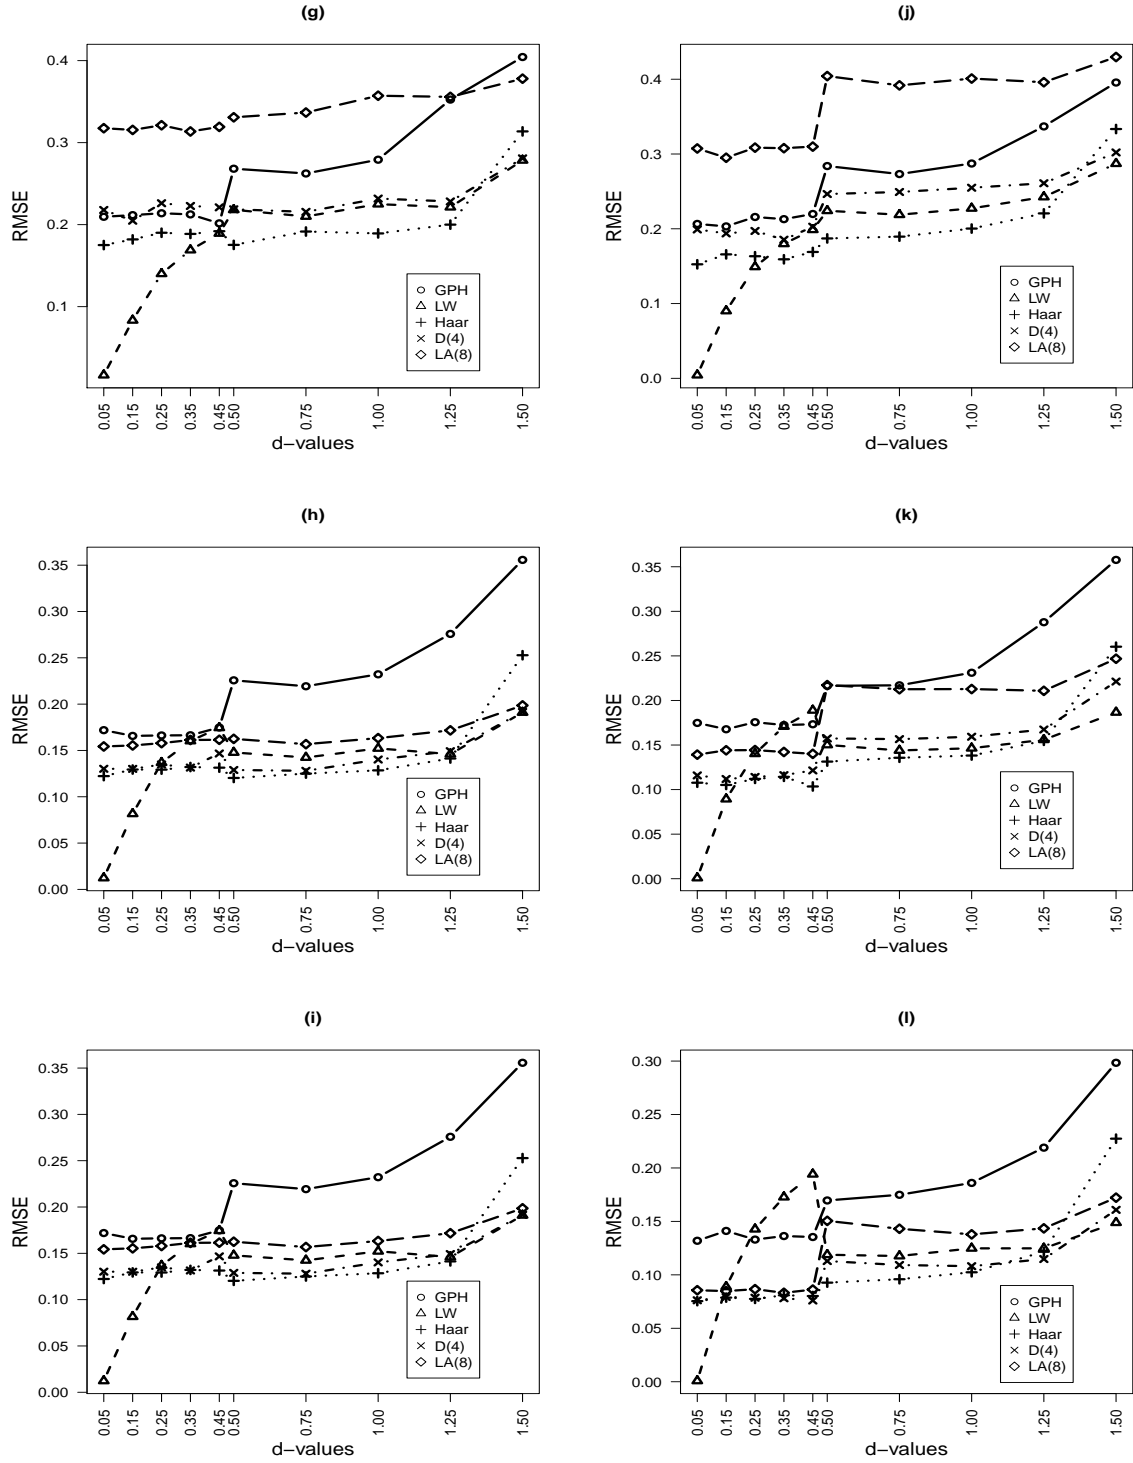 (g)
RMSE
0.4
0.3
0.2
0.1
GPH
LW
Haar
D(4)
LA(8)
0.05
0.15
0.25
0.35
0.45
0.50
0.75
1.00
1.25
1.50
d−values
(j)
RMSE
0.4
0.3
0.2
0.1
0.0
GPH
LW
Haar
D(4)
LA(8)
0.05
0.15
0.25
0.35
0.45
0.50
0.75
1.00
1.25
1.50
d−values
(h)
RMSE
0.35
0.30
0.25
0.20
0.15
0.10
0.05
0.00
GPH
LW
Haar
D(4)
LA(8)
0.05
0.15
0.25
0.35
0.45
0.50
0.75
1.00
1.25
1.50
d−values
(k)
RMSE
0.35
0.30
0.25
0.20
0.15
0.10
0.05
0.00
GPH
LW
Haar
D(4)
LA(8)
0.05
0.15
0.25
0.35
0.45
0.50
0.75
1.00
1.25
1.50
d−values
(i)
RMSE
0.35
0.30
0.25
0.20
0.15
0.10
0.05
0.00
GPH
LW
Haar
D(4)
LA(8)
0.05
0.15
0.25
0.35
0.45
0.50
0.75
1.00
1.25
1.50
d−values
(l)
RMSE
0.30
0.25
0.20
0.15
0.10
0.05
0.00
GPH
LW
Haar
D(4)
LA(8)
0.05
0.15
0.25
0.35
0.45
0.50
0.75
1.00
1.25
1.50
d−values